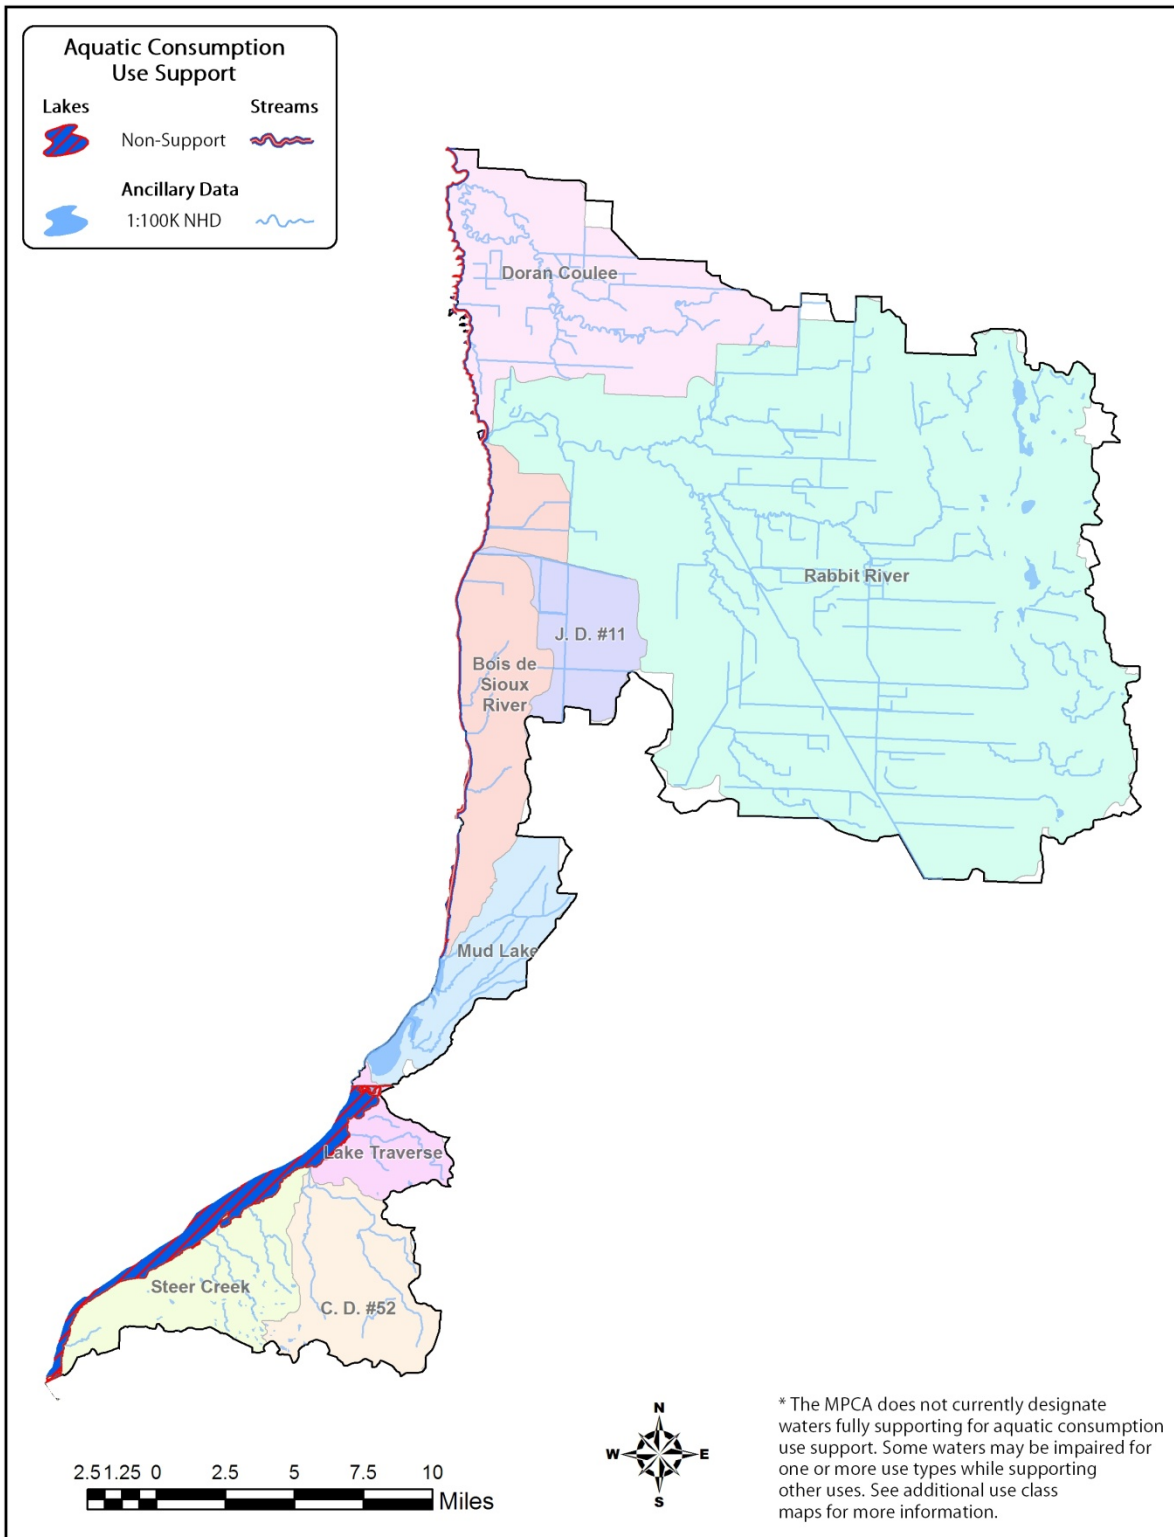 Aquatic Consumption
Use Support
Lakes
Streams
Non-Support
Ancillary Data
1:100K NHD
Doran Coulee
Rabbit River
J. D. #11
Bois de
Sioux
River
Mud Lake
Lake Traverse
Steer Creek
C. D. #52
N
W
E
S
2.5 1.25 0 2.5 5 7.5 10
Miles
* The MPCA does not currently designate
waters fully supporting for aquatic consumption
use support. Some waters may be impaired for
one or more use types while supporting
other uses. See additional use class
maps for more information.